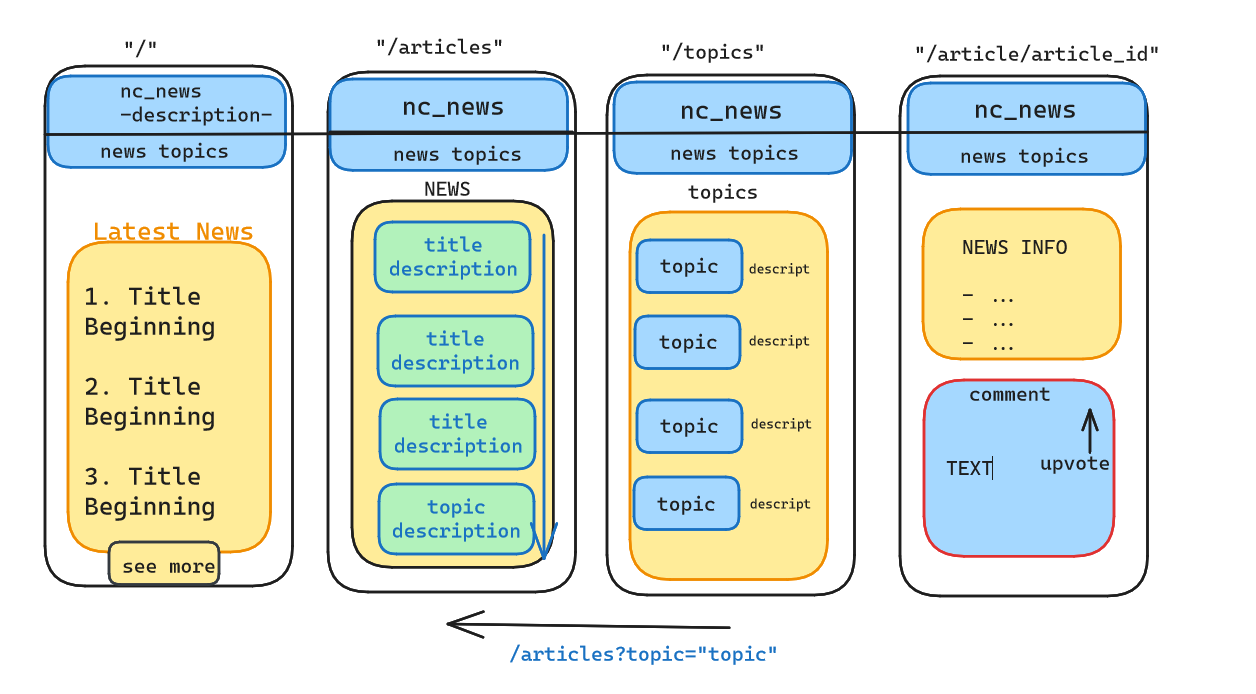 "/"
nc_news
-description-
news topics
Latest News
1. Title
Beginning
2. Title
Beginning
3. Title
Beginning
see more
"/articles"
nc_news
news topics
NEWS
title
description
title
description
title
description
topic
description
"/topics"
nc_news
news topics
topics
topic descript
topic descript
topic descript
topic descript
"/article/article_id"
nc_news
news topics
NEWS INFO
- ...
- ...
- ...
comment
TEXT
upvote
/articles?topic="topic"